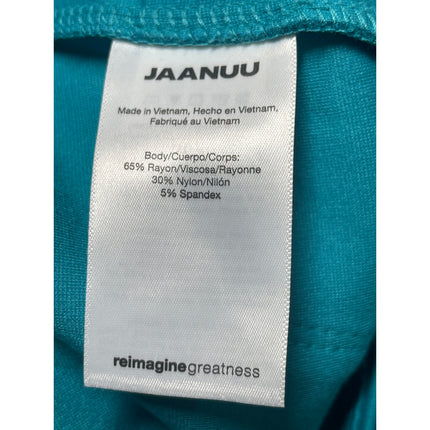 JAANUU
Made in Vietnam, Hecho en Vietnam,
Fabriqué au Vietnam
Body/Cuerpo/Corps:
65% Rayon/Viscosa/Rayonne
30% Nylon/Nilón
5% Spandex
reimaginegreatness